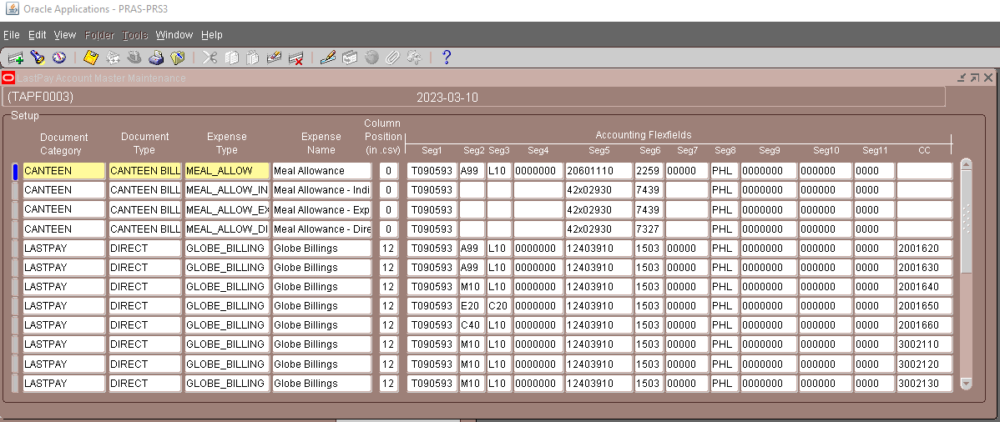 Oracle Applications - PRAS-PRS3
File Edit View Folder Tools Window Help
LastPay Account Master Maintenance
(TAPF0003) 2023-03-10
Setup
Document Category Document Type Expense Type Expense Name Column Position (in .csv) Accounting Flexfields
Seg1 Seg2 Seg3 Seg4 Seg5 Seg6 Seg7 Seg8 Seg9 Seg10 Seg11 CC
CANTEEN CANTEEN BILL MEAL_ALLOW Meal Allowance 0 T090593 A99 L10 0000000 20601110 2259 00000 PHL 0000000 000000 0000
CANTEEN CANTEEN BILL MEAL_ALLOW_IN Meal Allowance - Indi 0 T090593 42x02930 7439 PHL 0000000 000000 0000
CANTEEN CANTEEN BILL MEAL_ALLOW_EX Meal Allowance - Exp 0 T090593 42x02930 7439 PHL 0000000 000000 0000
CANTEEN CANTEEN BILL MEAL_ALLOW_DI Meal Allowance - Dire 0 T090593 42x02930 7327 PHL 0000000 000000 0000
LASTPAY DIRECT GLOBE_BILLING Globe Billings 12 T090593 A99 L10 0000000 12403910 1503 00000 PHL 0000000 000000 0000 2001620
LASTPAY DIRECT GLOBE_BILLING Globe Billings 12 T090593 A99 L10 0000000 12403910 1503 00000 PHL 0000000 000000 0000 2001630
LASTPAY DIRECT GLOBE_BILLING Globe Billings 12 T090593 M10 L10 0000000 12403910 1503 00000 PHL 0000000 000000 0000 2001640
LASTPAY DIRECT GLOBE_BILLING Globe Billings 12 T090593 E20 C20 0000000 12403910 1503 00000 PHL 0000000 000000 0000 2001650
LASTPAY DIRECT GLOBE_BILLING Globe Billings 12 T090593 C40 L10 0000000 12403910 1503 00000 PHL 0000000 000000 0000 2001660
LASTPAY DIRECT GLOBE_BILLING Globe Billings 12 T090593 M10 L10 0000000 12403910 1503 00000 PHL 0000000 000000 0000 3002110
LASTPAY DIRECT GLOBE_BILLING Globe Billings 12 T090593 M10 L10 0000000 12403910 1503 00000 PHL 0000000 000000 0000 3002120
LASTPAY DIRECT GLOBE_BILLING Globe Billings 12 T090593 M10 L10 0000000 12403910 1503 00000 PHL 0000000 000000 0000 3002130